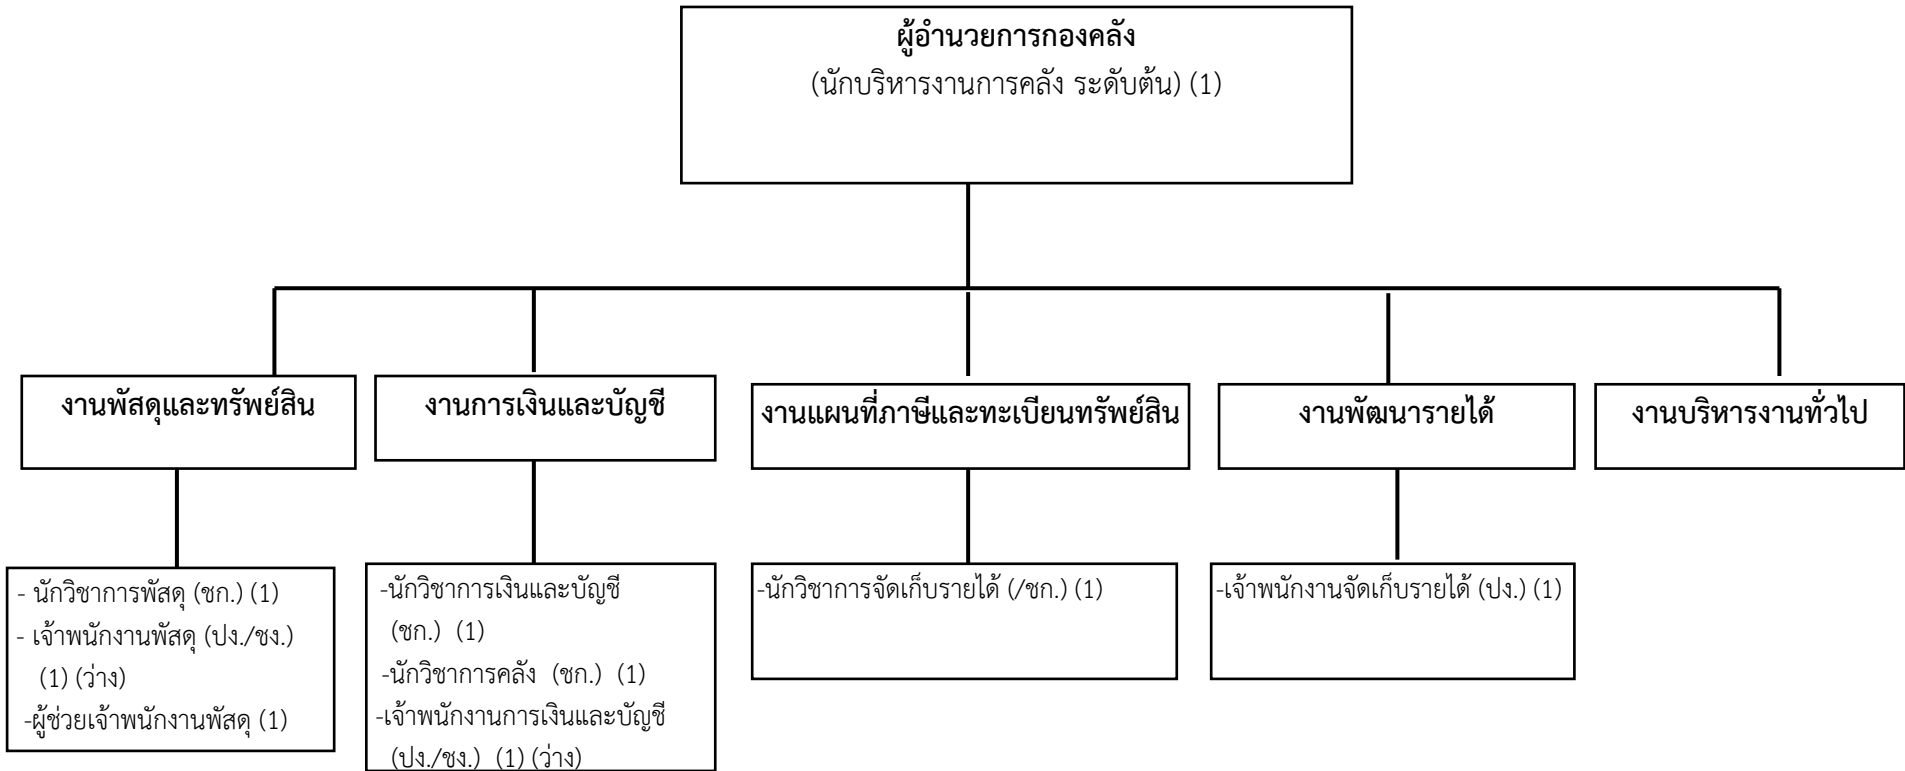 ผู้อำนวยการกองคลัง
(นักบริหารงานการคลัง ระดับต้น) (1)
งานพัสดุและทรัพย์สิน
งานการเงินและบัญชี
งานแผนที่ภาษีและทะเบียนทรัพย์สิน
งานพัฒนารายได้
งานบริหารงานทั่วไป
- นักวิชาการพัสดุ (ชก.) (1)
- เจ้าพนักงานพัสดุ (ปง./ชง.)
(1) (ว่าง)
-ผู้ช่วยเจ้าพนักงานพัสดุ (1)
-นักวิชาการเงินและบัญชี
(ชก.) (1)
-นักวิชาการคลัง (ชก.) (1)
-เจ้าพนักงานการเงินและบัญชี
(ปง./ชง.) (1) (ว่าง)
-นักวิชาการจัดเก็บรายได้ (/ชก.) (1)
-เจ้าพนักงานจัดเก็บรายได้ (ปง.) (1)